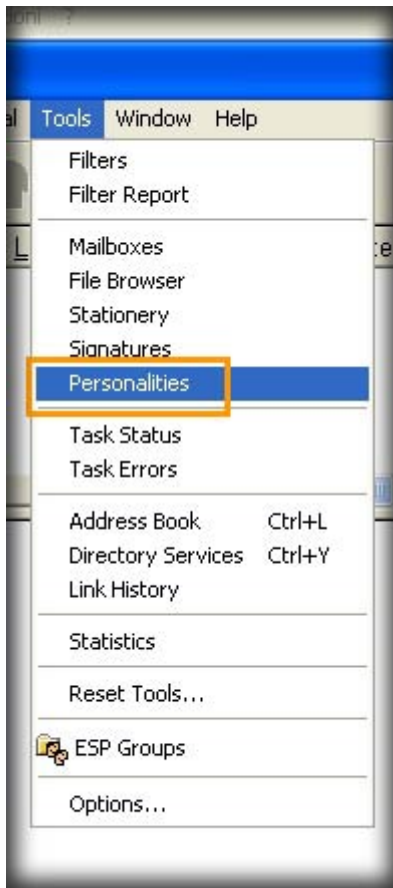 Tools Window Help
Filters
Filter Report
Mailboxes
File Browser
Stationery
Signatures
Personalities
Task Status
Task Errors
Address Book Ctrl+L
Directory Services Ctrl+Y
Link History
Statistics
Reset Tools...
ESP Groups
Options...